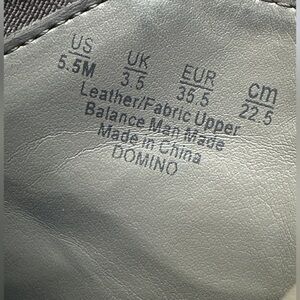 US UK EUR cm
5.5M 3.5 35.5 22.5
Leather/Fabric Upper
Balance Man Made
Made in China
DOMINO